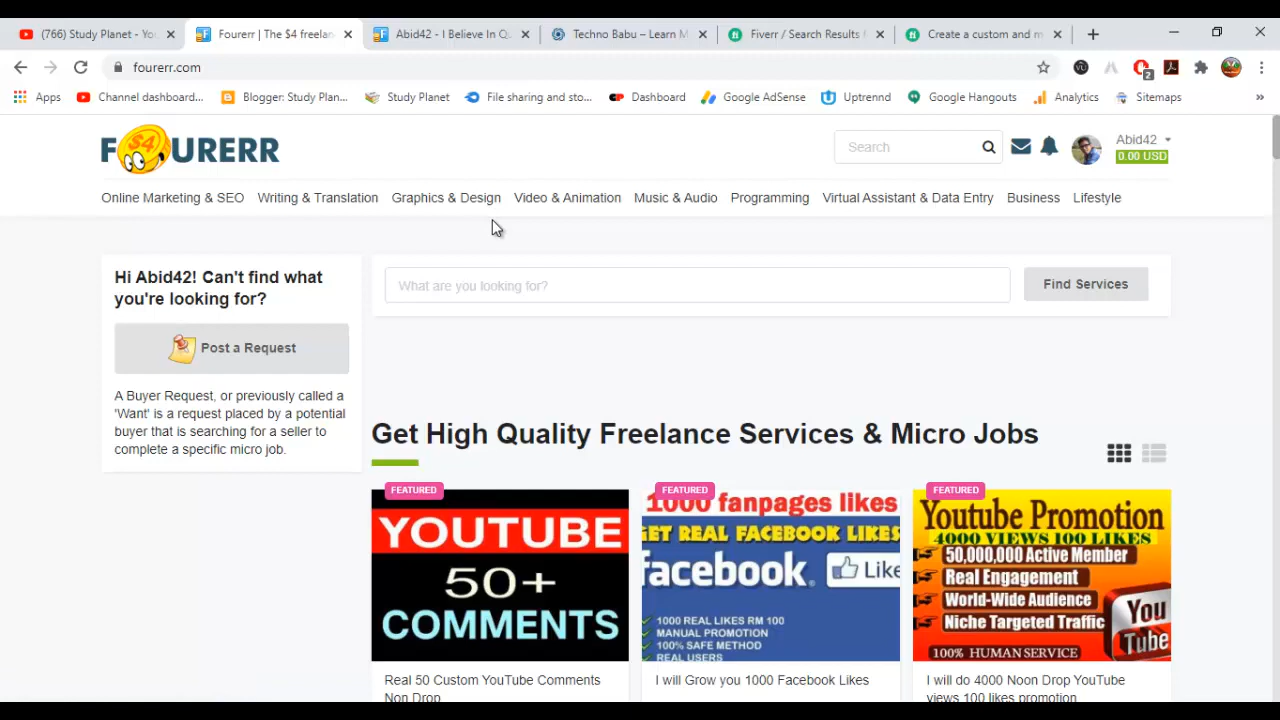 (766) Study Planet - Yo
Fourerr | The $4 freelan
Abid42 - I Believe In Q
Techno Babu – Learn M
Fiverr / Search Results
Create a custom and m
fourerr.com
2
Apps
Channel dashboard...
Blogger: Study Plan...
Study Planet
File sharing and sto...
Dashboard
Google AdSense
Uptrennd
Google Hangouts
Analytics
Sitemaps
»
F$4URERR
Search
Abid42
0.00 USD
Online Marketing & SEO
Writing & Translation
Graphics & Design
Video & Animation
Music & Audio
Programming
Virtual Assistant & Data Entry
Business
Lifestyle
Hi Abid42! Can't find what
you're looking for?
Post a Request
A Buyer Request, or previously called a
'Want' is a request placed by a potential
buyer that is searching for a seller to
complete a specific micro job.
What are you looking for?
Find Services
Get High Quality Freelance Services & Micro Jobs
FEATURED
YOUTUBE
50+
COMMENTS
Real 50 Custom YouTube Comments
Non Drop
FEATURED
1000 fanpages likes
GET REAL FACEBOOK LIKES
facebook.
Like
1000 REAL LIKES RM 100
MANUAL PROMOTION
100% SAFE METHOD
REAL USERS
I will Grow you 1000 Facebook Likes
FEATURED
Youtube Promotion
4000 VIEWS 100 LIKES
50,000,000 Active Member
Real Engagement
World-Wide Audience
Niche Targeted Traffic
You
Tube
100% HUMAN SERVICE
I will do 4000 Noon Drop YouTube
views 100 likes promotion